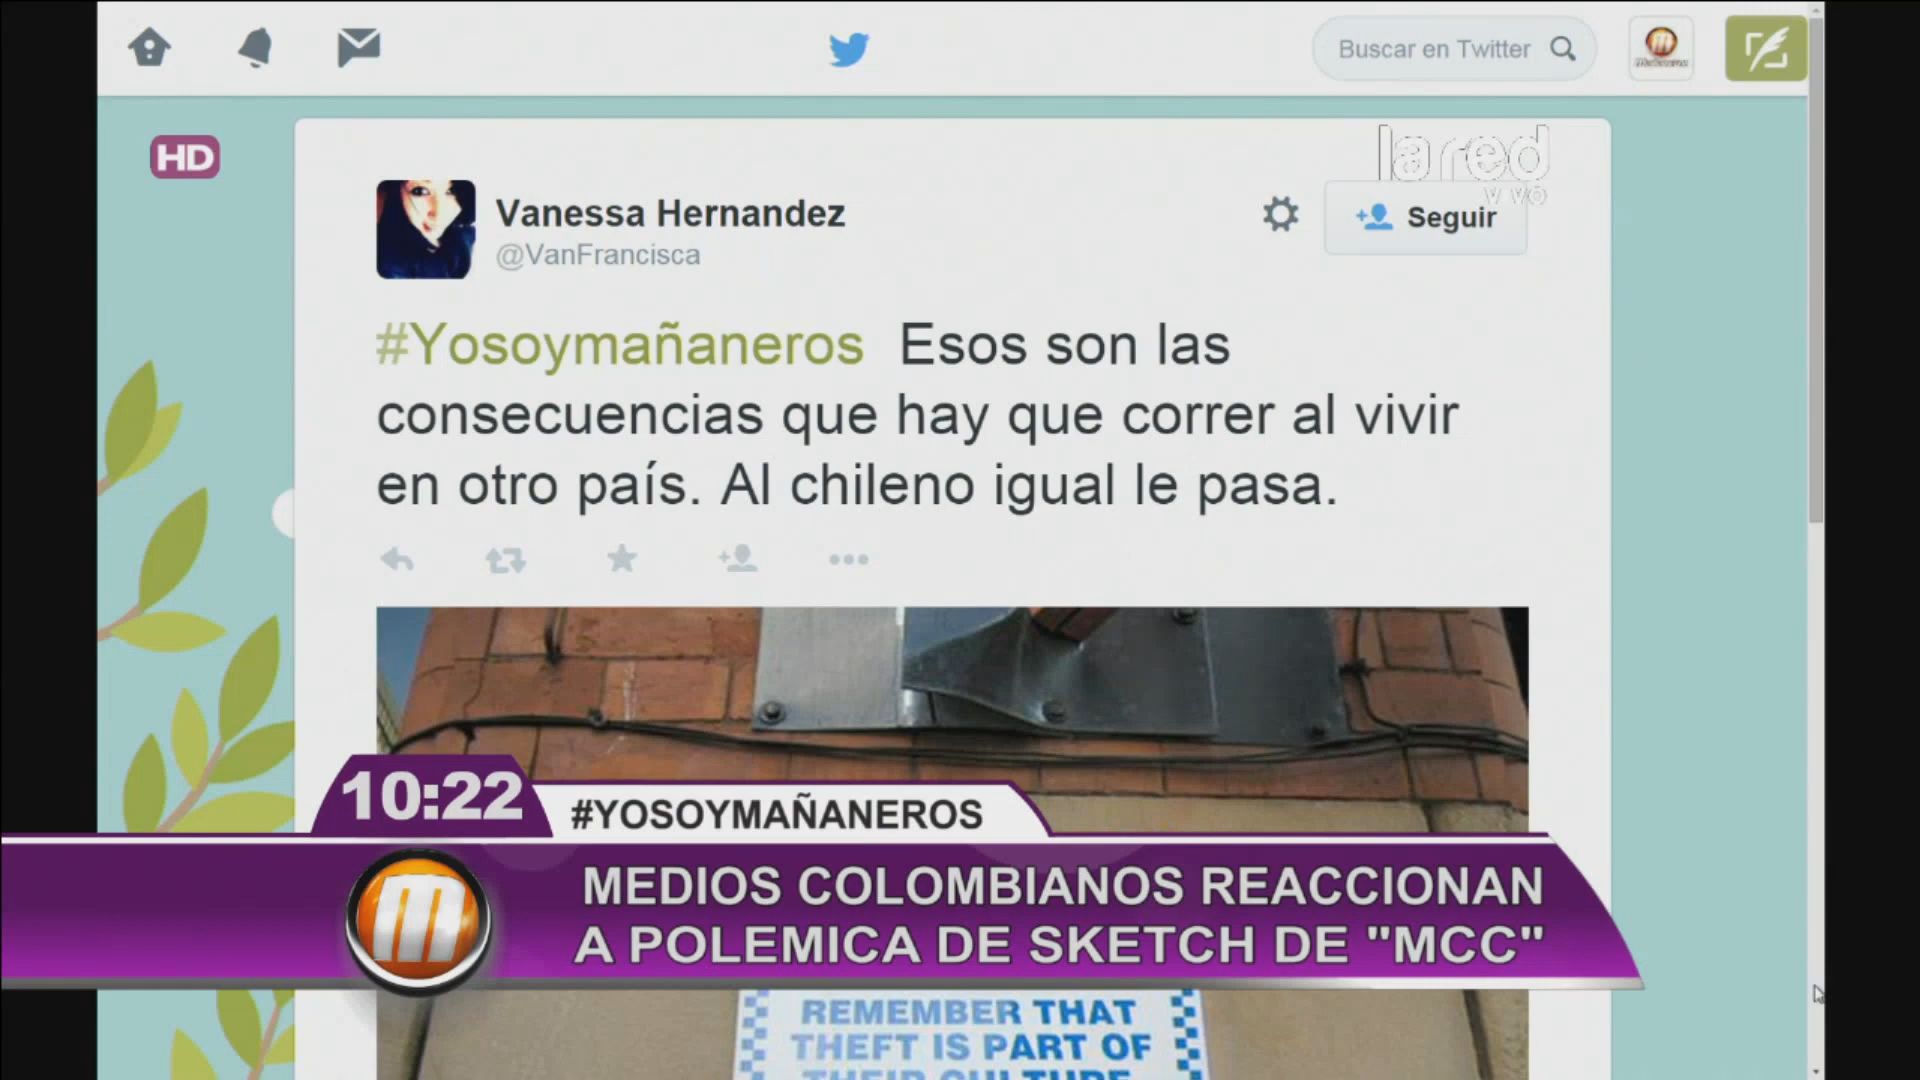 Buscar en Twitter
HD
la red
vivo
Vanessa Hernandez
@VanFrancisca
Seguir
#Yosoymañaneros Esos son las
consecuencias que hay que correr al vivir
en otro país. Al chileno igual le pasa.
10:22
#YOSOYMAÑANEROS
m
MEDIOS COLOMBIANOS REACCIONAN
A POLEMICA DE SKETCH DE "MCC"
REMEMBER THAT
THEFT IS PART OF
THEIR CULTURE